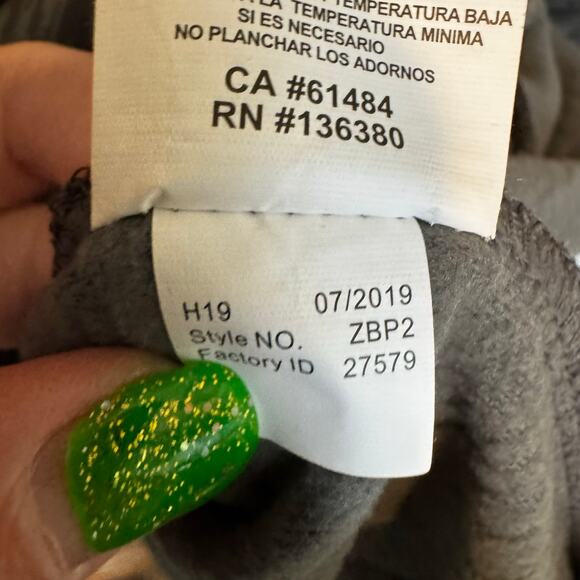 TEMPERATURA BAJA
LA TEMPERATURA MINIMA
SI ES NECESARIO
NO PLANCHAR LOS ADORNOS
CA #61484
RN #136380
H19 07/2019
Style NO. ZBP2
Factory ID 27579